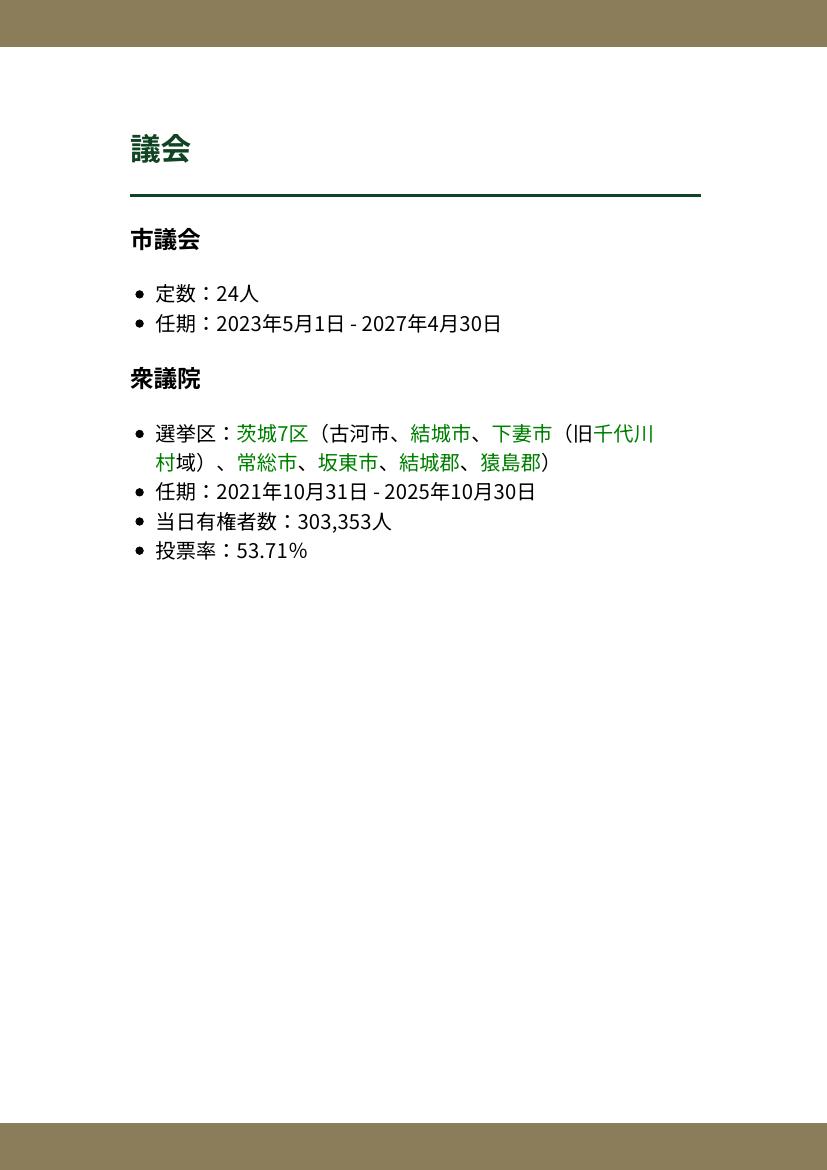 議会
市議会
定数：24人
任期：2023年5月1日 - 2027年4月30日
衆議院
選挙区：茨城7区（古河市、結城市、下妻市（旧千代川
村域）、常総市、坂東市、結城郡、猿島郡）
任期：2021年10月31日 - 2025年10月30日
当日有権者数：303,353人
投票率：53.71%